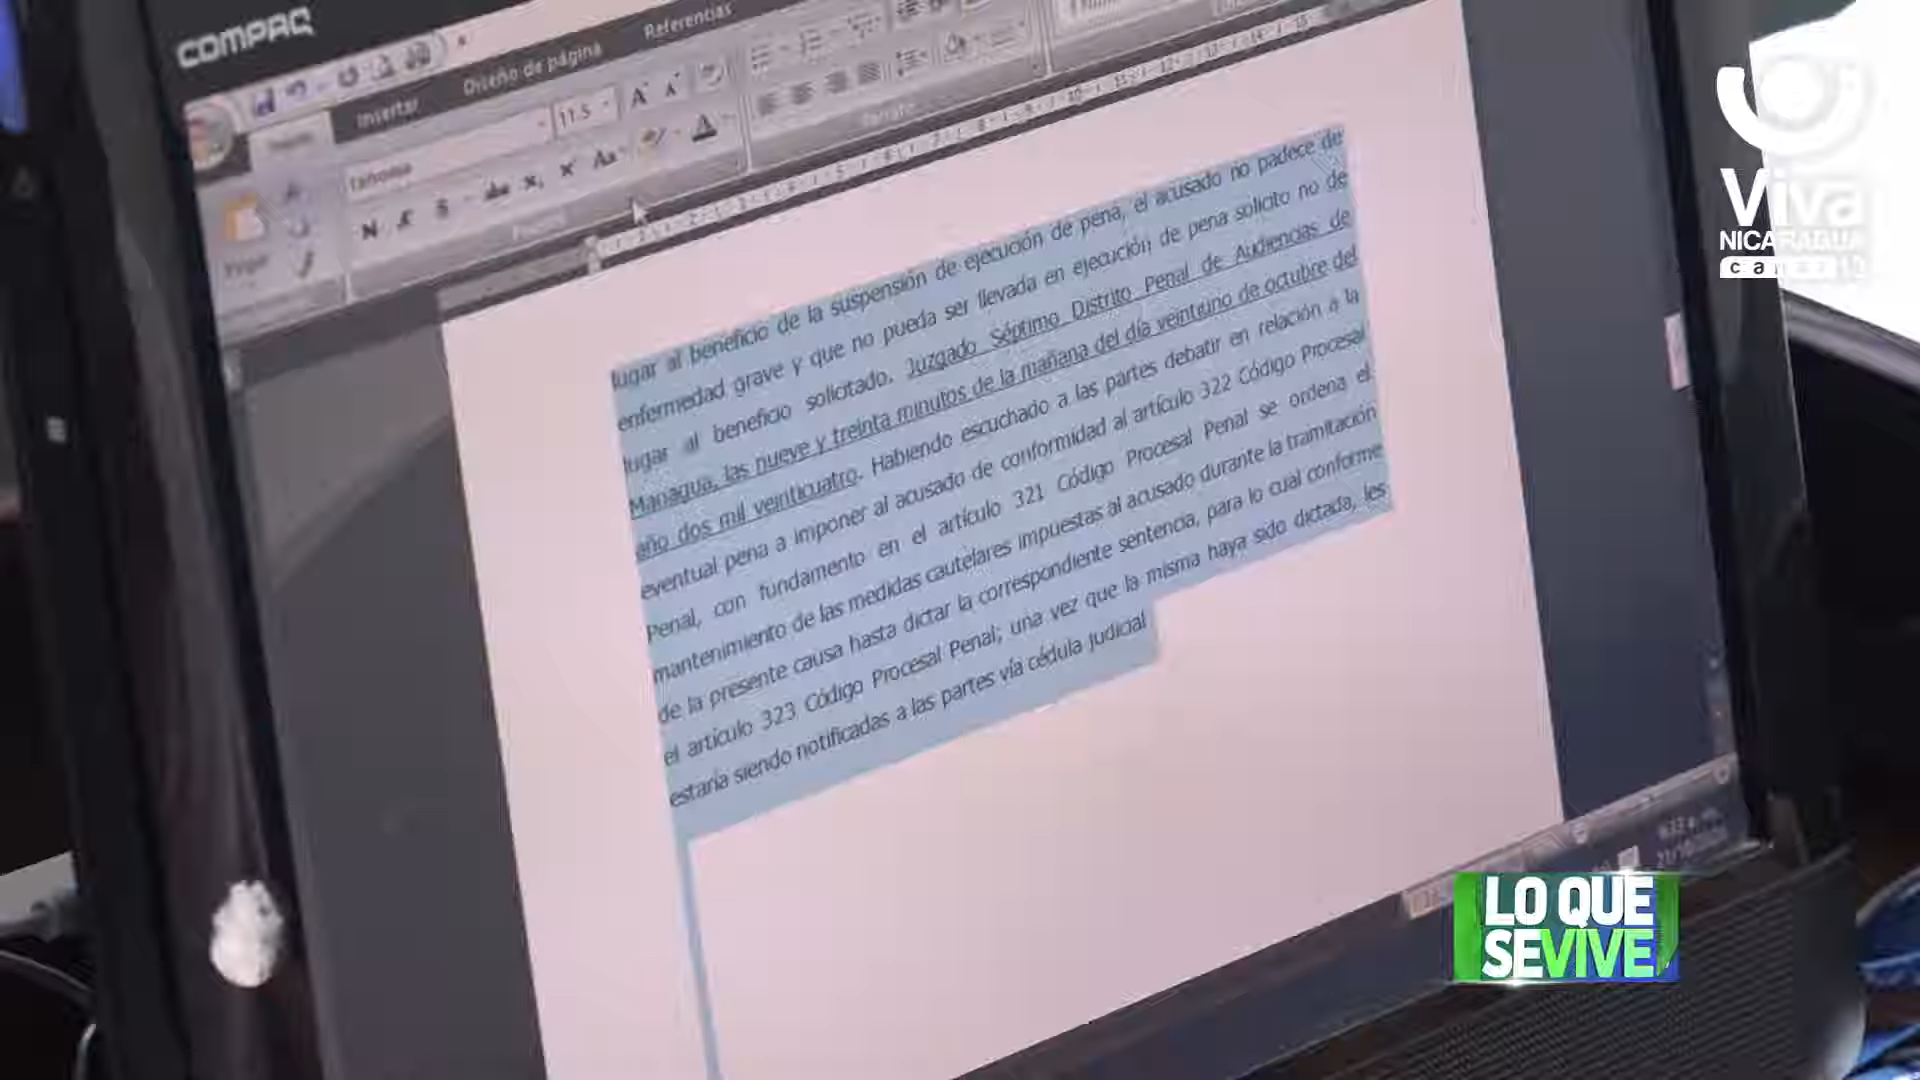 COMPAQ
Insertar
Diseño de página
Referencias
Tahoma
11.5
Pegar
lugar al beneficio de la suspensión de ejecución de pena, el acusado no padece de
enfermedad grave y que no pueda ser llevada en ejecución de pena solicito no de
lugar al beneficio solicitado. Juzgado Séptimo Distrito Penal de Audiencias de
Managua, las nueve y treinta minutos de la mañana del día veintiuno de octubre del
año dos mil veinticuatro. Habiendo escuchado a las partes debatir en relación a la
eventual pena a imponer al acusado de conformidad al artículo 322 Código Procesal
Penal, con fundamento en el artículo 321 Código Procesal Penal se ordena el
mantenimiento de las medidas cautelares impuestas al acusado durante la tramitación
de la presente causa hasta dictar la correspondiente sentencia, para lo cual conforme
el artículo 323 Código Procesal Penal; una vez que la misma haya sido dictada, les
estaría siendo notificadas a las partes vía cédula judicial
Viva
NICARAGUA
LO QUE
SEVIVE